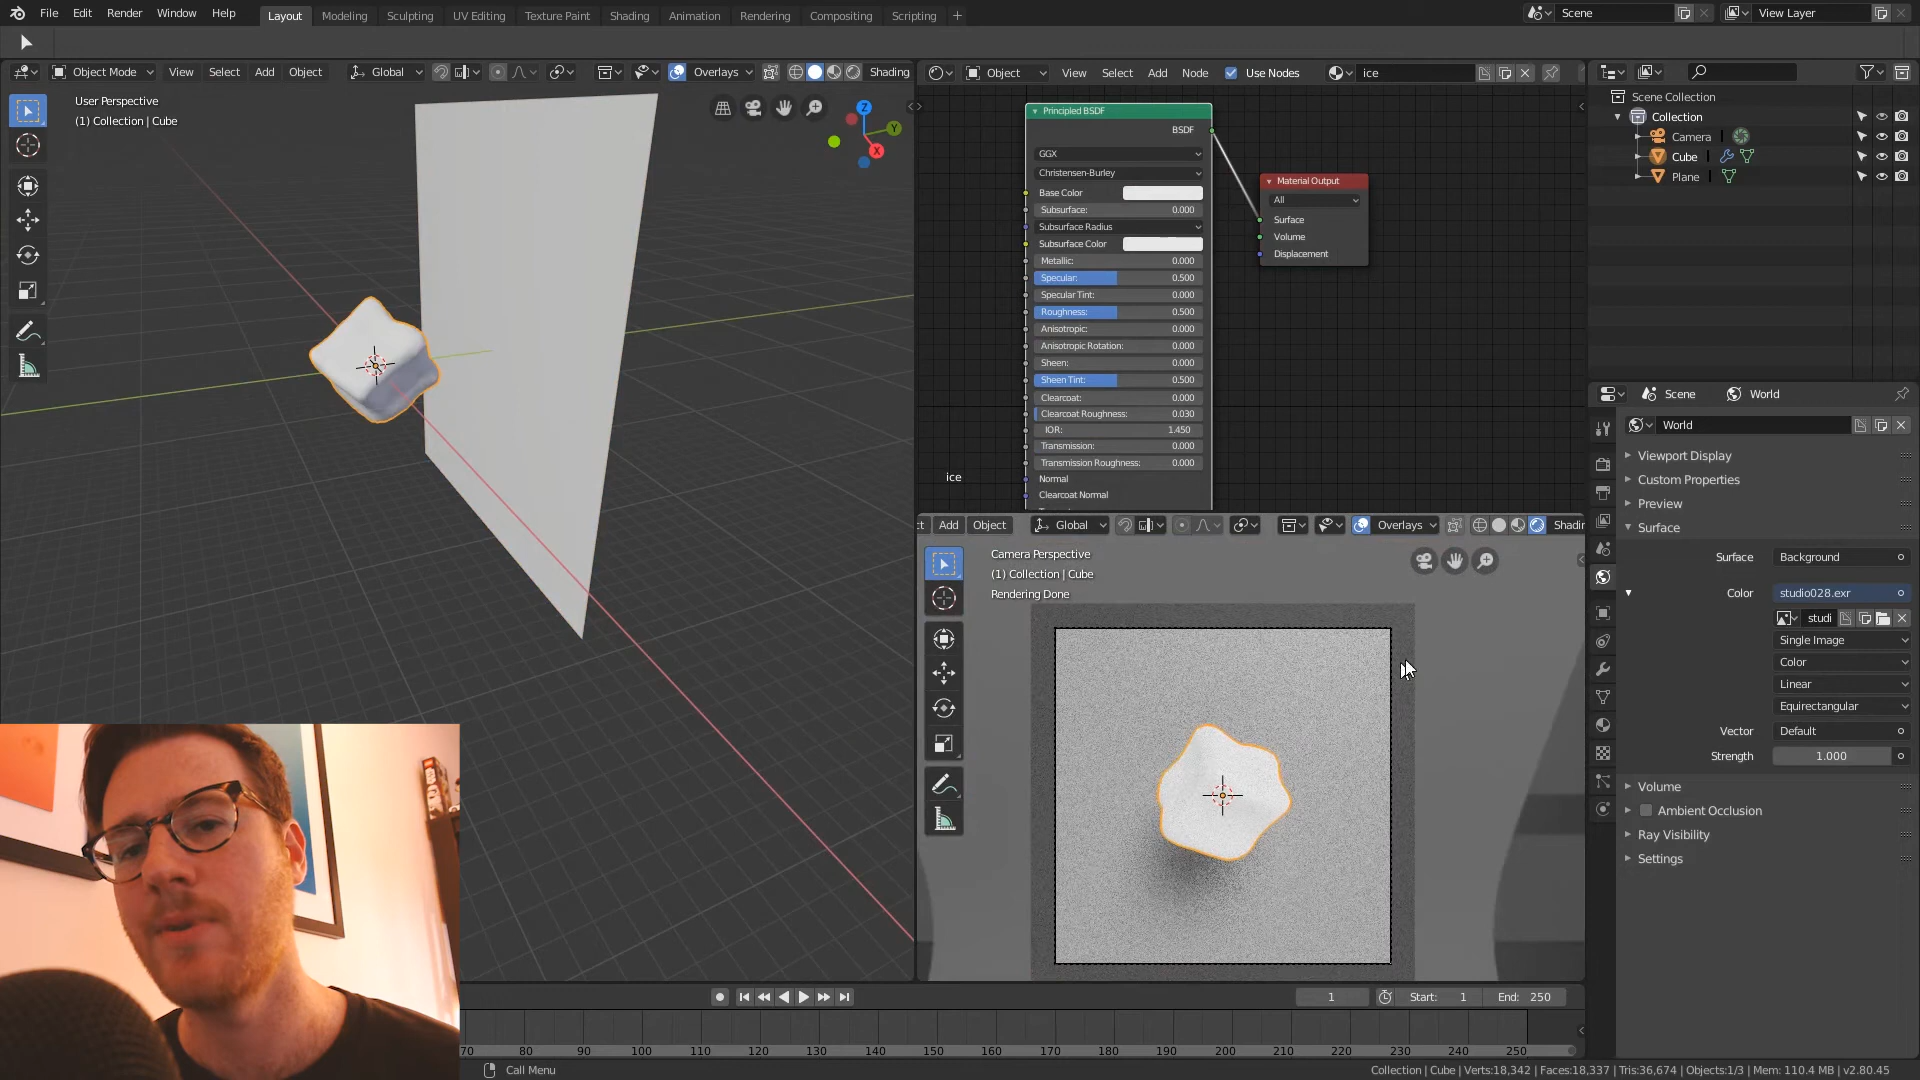 File Edit Render Window Help Layout Modeling Sculpting UV Editing Texture Paint Shading Animation Rendering Compositing Scripting + Scene View Layer
Object Mode View Select Add Object Global Overlays Shading
User Perspective
(1) Collection | Cube
Z
Y
X
Object View Select Add Node Use Nodes ice
Principled BSDF
BSDF
GGX
Christensen-Burley
Base Color
Subsurface: 0.000
Subsurface Radius
Subsurface Color
Metallic: 0.000
Specular: 0.500
Specular Tint: 0.000
Roughness: 0.500
Anisotropic: 0.000
Anisotropic Rotation: 0.000
Sheen: 0.000
Sheen Tint: 0.500
Clearcoat: 0.000
Clearcoat Roughness: 0.030
IOR: 1.450
Transmission: 0.000
Transmission Roughness: 0.000
Normal
Clearcoat Normal
ice
Material Output
All
Surface
Volume
Displacement
ct Add Object Global Overlays Shadin
Camera Perspective
(1) Collection | Cube
Rendering Done
Scene Collection
Collection
Camera
Cube
Plane
Scene World
World
Viewport Display
Custom Properties
Preview
Surface
Surface Background
Color studio028.exr
studi
Single Image
Color
Linear
Equirectangular
Vector Default
Strength 1.000
Volume
Ambient Occlusion
Ray Visibility
Settings
1 Start: 1 End: 250
70 80 90 100 110 120 130 140 150 160 170 180 190 200 210 220 230 240 250
Call Menu
Collection | Cube | Verts:18,342 | Faces:18,337 | Tris:36,674 | Objects:1/3 | Mem: 110.4 MB | v2.80.45